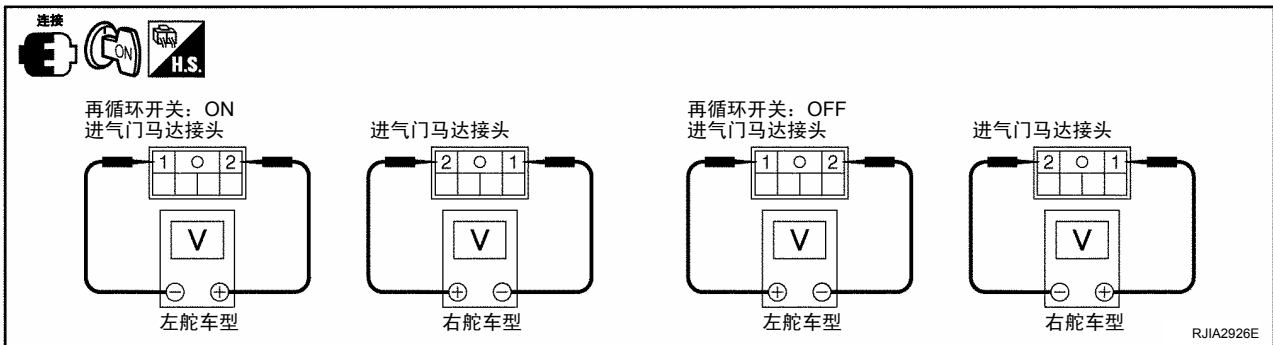 连接
ON
H.S.
再循环开关：ON
进气门马达接头
1 2
V
左舵车型
进气门马达接头
2 1
V
右舵车型
再循环开关：OFF
进气门马达接头
1 2
V
左舵车型
进气门马达接头
2 1
V
右舵车型
RJIA2926E